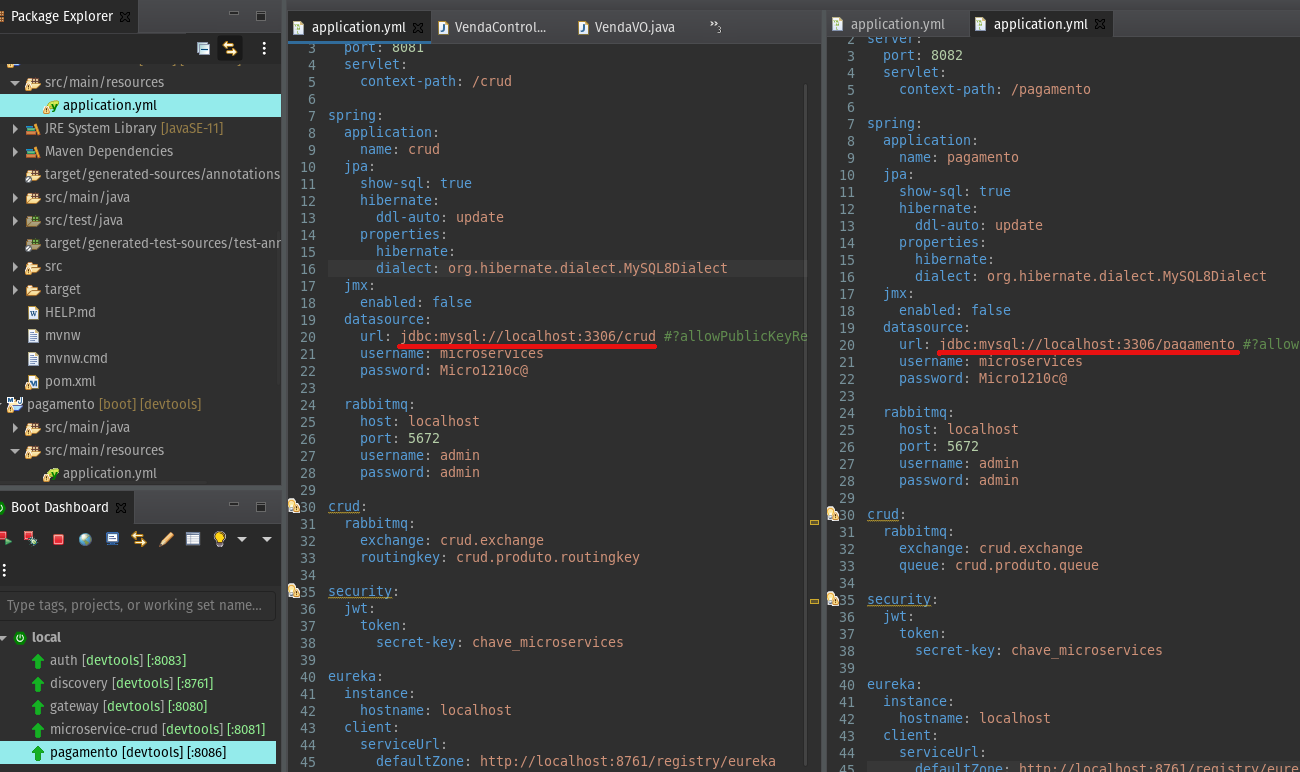 Package Explorer
src/main/resources
application.yml
JRE System Library [JavaSE-11]
Maven Dependencies
target/generated-sources/annotations
src/main/java
src/test/java
target/generated-test-sources/test-anr
src
target
HELP.md
mvnw
mvnw.cmd
pom.xml
pagamento [boot] [devtools]
src/main/java
src/main/resources
application.yml
Boot Dashboard
Type tags, projects, or working set name...
local
auth [devtools] [:8083]
discovery [devtools] [:8761]
gateway [devtools] [:8080]
microservice-crud [devtools] [:8081]
pagamento [devtools] [:8086]
application.yml
VendaControl...
VendaVO.java
»3
3 port: 8081
4 servlet:
5 context-path: /crud
6
7 spring:
8 application:
9 name: crud
10 jpa:
11 show-sql: true
12 hibernate:
13 ddl-auto: update
14 properties:
15 hibernate:
16 dialect: org.hibernate.dialect.MySQL8Dialect
17 jmx:
18 enabled: false
19 datasource:
20 url: jdbc:mysql://localhost:3306/crud #?allowPublicKeyRe
21 username: microservices
22 password: Micro1210c@
23
24 rabbitmq:
25 host: localhost
26 port: 5672
27 username: admin
28 password: admin
29
30 crud:
31 rabbitmq:
32 exchange: crud.exchange
33 routingkey: crud.produto.routingkey
34
35 security:
36 jwt:
37 token:
38 secret-key: chave_microservices
39
40 eureka:
41 instance:
42 hostname: localhost
43 client:
44 serviceUrl:
45 defaultZone: http://localhost:8761/registry/eureka
application.yml
application.yml
2 server:
3 port: 8082
4 servlet:
5 context-path: /pagamento
6
7 spring:
8 application:
9 name: pagamento
10 jpa:
11 show-sql: true
12 hibernate:
13 ddl-auto: update
14 properties:
15 hibernate:
16 dialect: org.hibernate.dialect.MySQL8Dialect
17 jmx:
18 enabled: false
19 datasource:
20 url: jdbc:mysql://localhost:3306/pagamento #?allow
21 username: microservices
22 password: Micro1210c@
23
24 rabbitmq:
25 host: localhost
26 port: 5672
27 username: admin
28 password: admin
29
30 crud:
31 rabbitmq:
32 exchange: crud.exchange
33 queue: crud.produto.queue
34
35 security:
36 jwt:
37 token:
38 secret-key: chave_microservices
39
40 eureka:
41 instance:
42 hostname: localhost
43 client:
44 serviceUrl:
45 defaultZone: http://localhost:8761/registry/eure